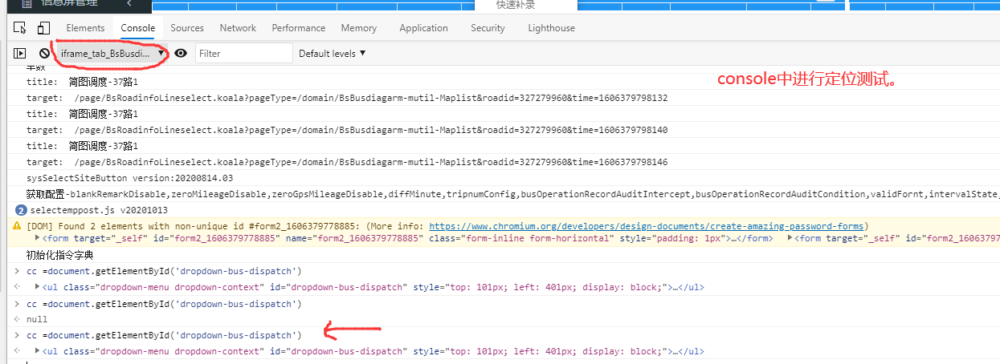 信息屏管理
快速补录
Elements Console Sources Network Performance Memory Application Security Lighthouse
iframe_tab_BsBusdi... ▼ Filter Default levels ▼
console中进行定位测试。
title: 简图调度-37路1
target: /page/BsRoadinfoLineselect.koala?pageType=/domain/BsBusdiagarm-mutil-Maplist&roadid=327279960&time=1606379798132
title: 简图调度-37路1
target: /page/BsRoadinfoLineselect.koala?pageType=/domain/BsBusdiagarm-mutil-Maplist&roadid=327279960&time=1606379798140
title: 简图调度-37路1
target: /page/BsRoadinfoLineselect.koala?pageType=/domain/BsBusdiagarm-mutil-Maplist&roadid=327279960&time=1606379798146
sysSelectSiteButton version:20200814.03
获取配置-blankRemarkDisable,zeroMileageDisable,zeroGpsMileageDisable,diffMinute,tripnumConfig,busOperationRecordAuditIntercept,busOperationRecordAuditCondition,validFornt,intervalState,
2 selectemppost.js v20201013
[DOM] Found 2 elements with non-unique id #form2_1606379778885: (More info: https://www.chromium.org/developers/design-documents/create-amazing-password-forms)
▶<form target="_self" id="form2_1606379778885" name="form2_1606379778885" class="form-inline form-horizontal" style="padding: 1px">…</form> ▶<form target="_self" id="form2_1606379778885"
初始化指令字典
> cc =document.getElementById('dropdown-bus-dispatch')
▶<ul class="dropdown-menu dropdown-context" id="dropdown-bus-dispatch" style="top: 101px; left: 401px; display: block;">…</ul>
> cc =document.getElementById('dropdown-bus-dispatch')
null
> cc =document.getElementById('dropdown-bus-dispatch')
▶<ul class="dropdown-menu dropdown-context" id="dropdown-bus-dispatch" style="top: 101px; left: 401px; display: block;">…</ul>